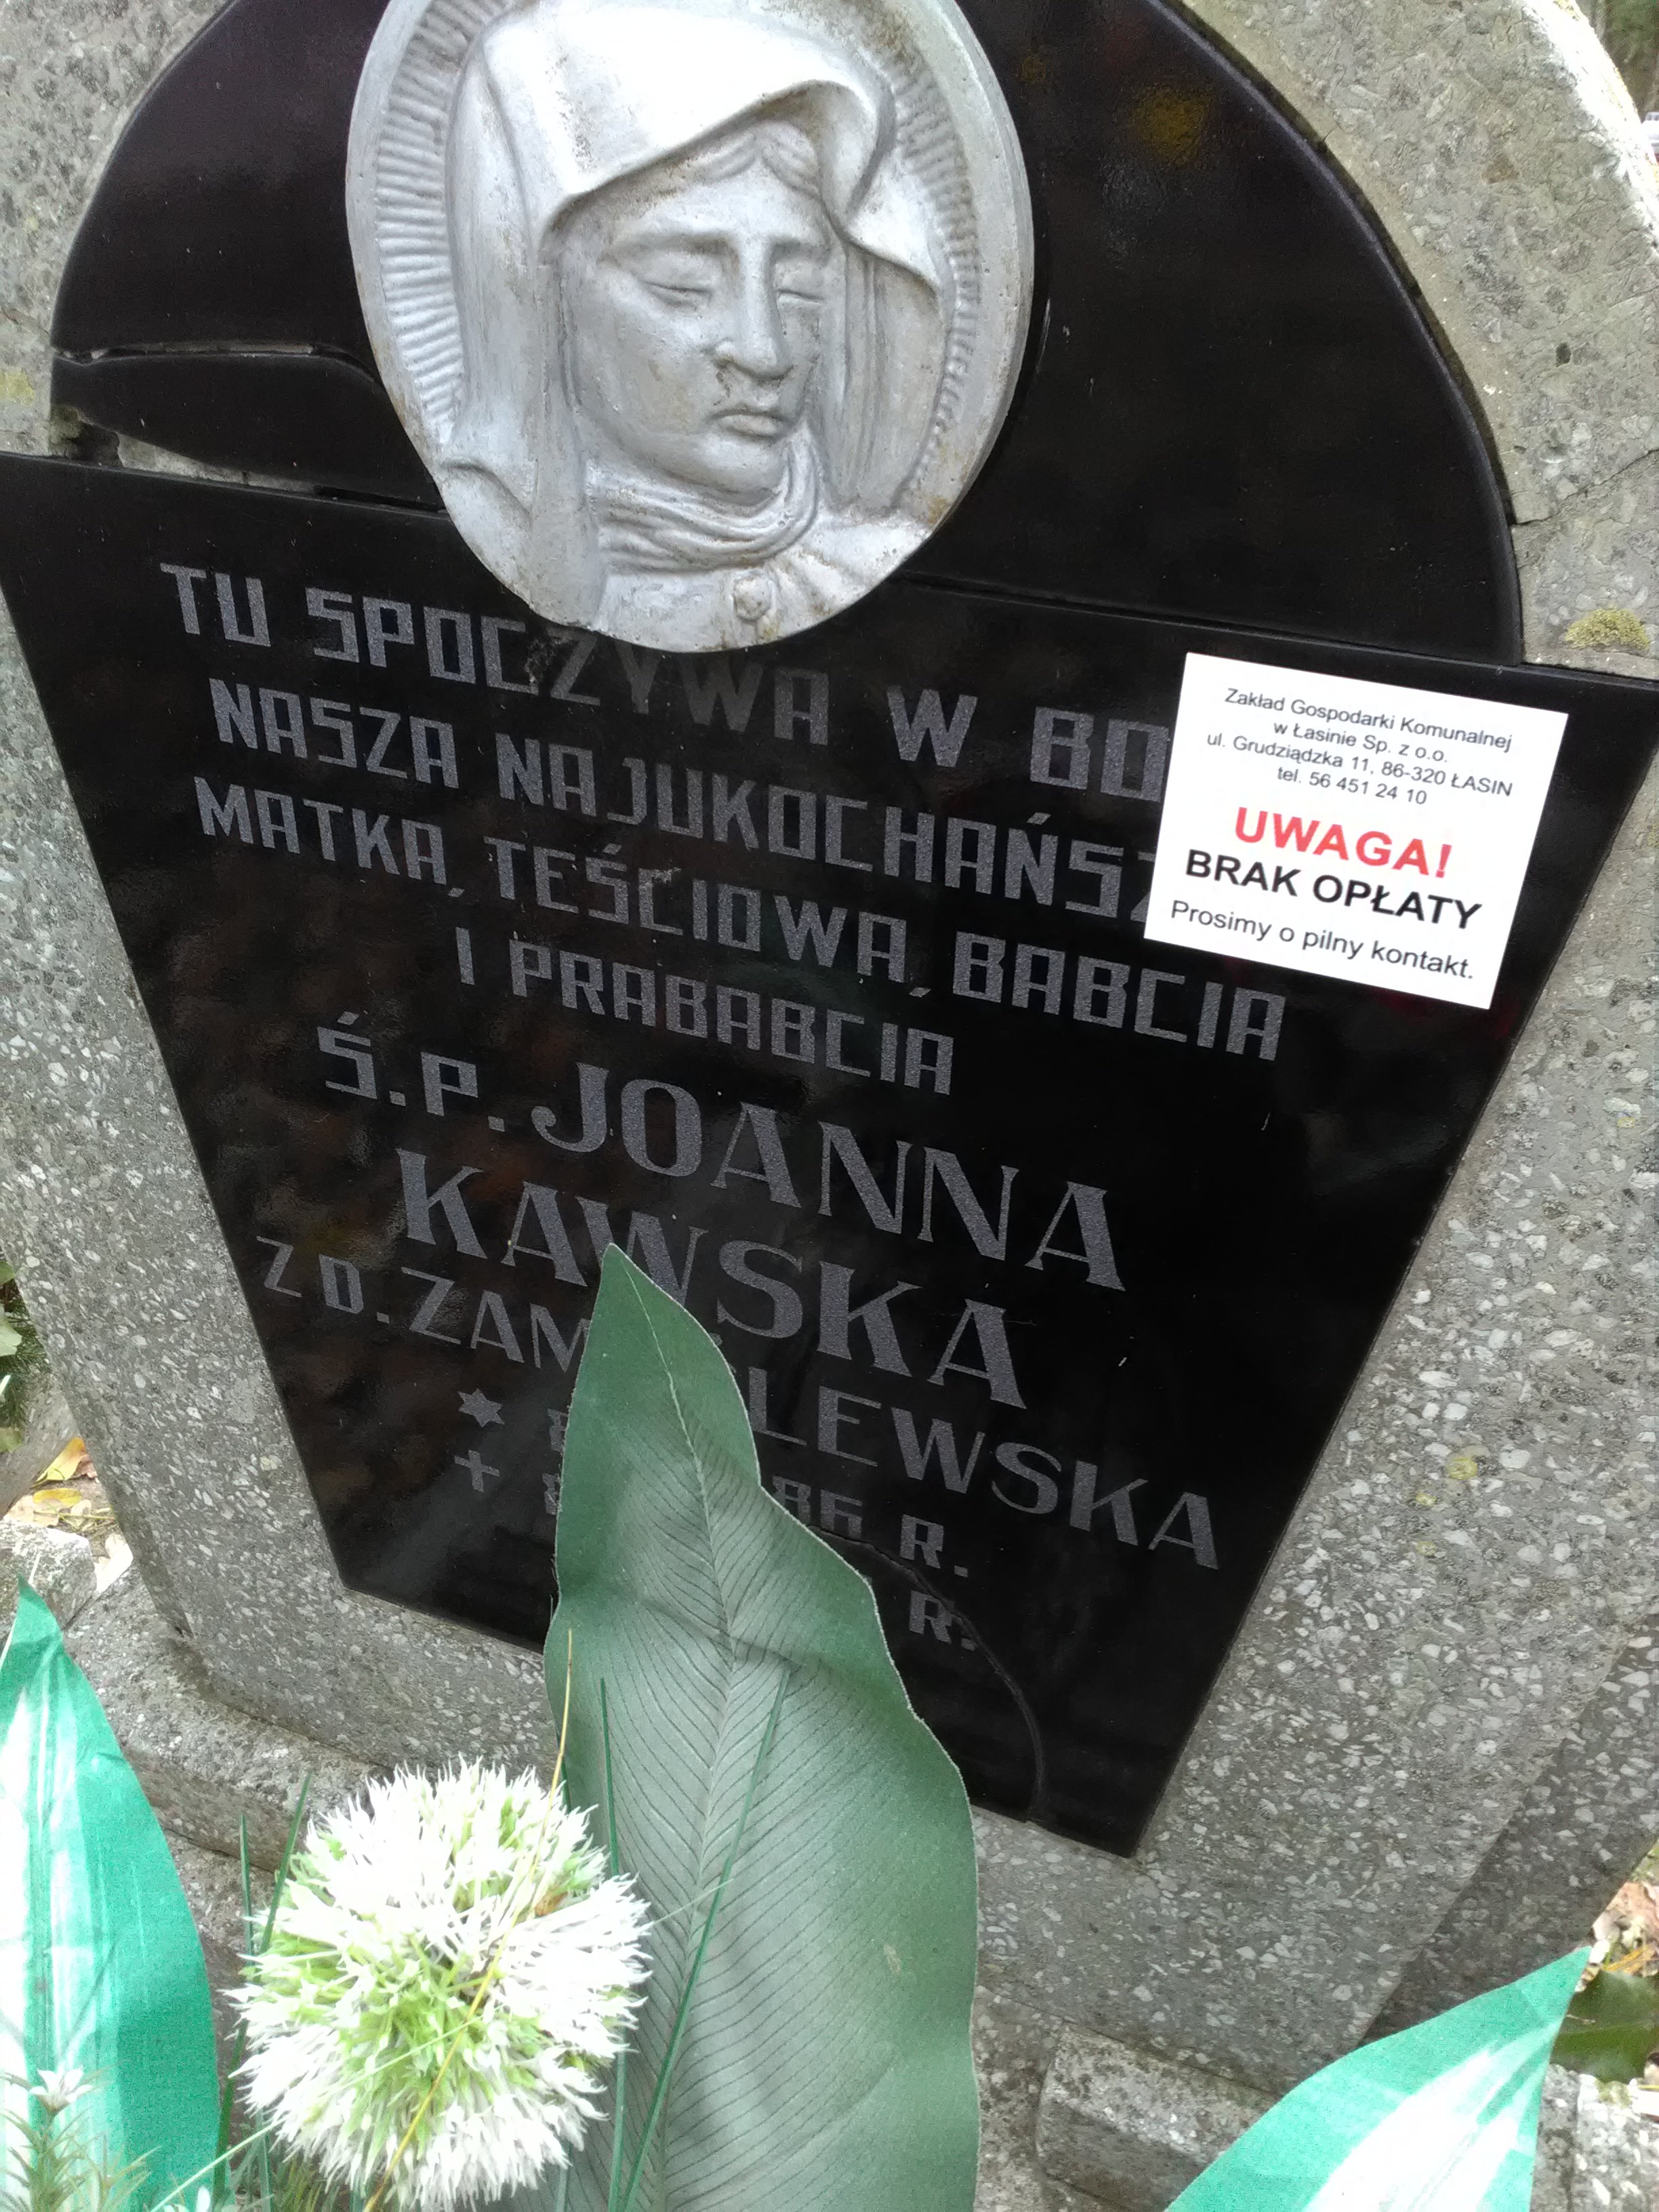 TU SPOCZYWA W BO
NASZA NAJUKOCHAŃSZ
MATKA, TEŚCIOWA, BABCIA
I PRABABCIA
Ś.P. JOANNA
KAWSKA
Z D. ZAM LEWSKA
* 86 R.
+ R.
Zakład Gospodarki Komunalnej
w Łasinie Sp. z o.o.
ul. Grudziądzka 11, 86-320 ŁASIN
tel. 56 451 24 10
UWAGA!
BRAK OPŁATY
Prosimy o pilny kontakt.